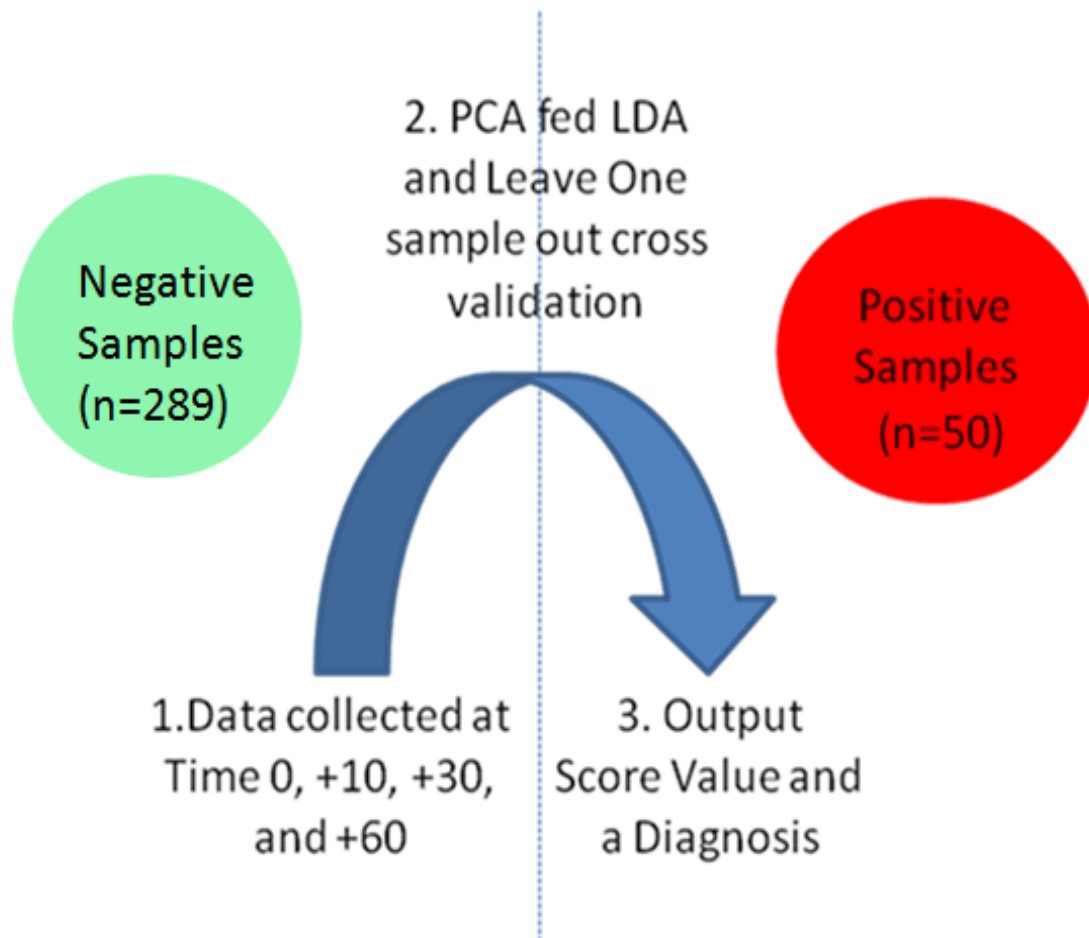 2. PCA fed LDA
and Leave One
sample out cross
validation
Negative
Samples
(n=289)
Positive
Samples
(n=50)
1.Data collected at
Time 0, +10, +30,
and +60
3. Output
Score Value and
a Diagnosis